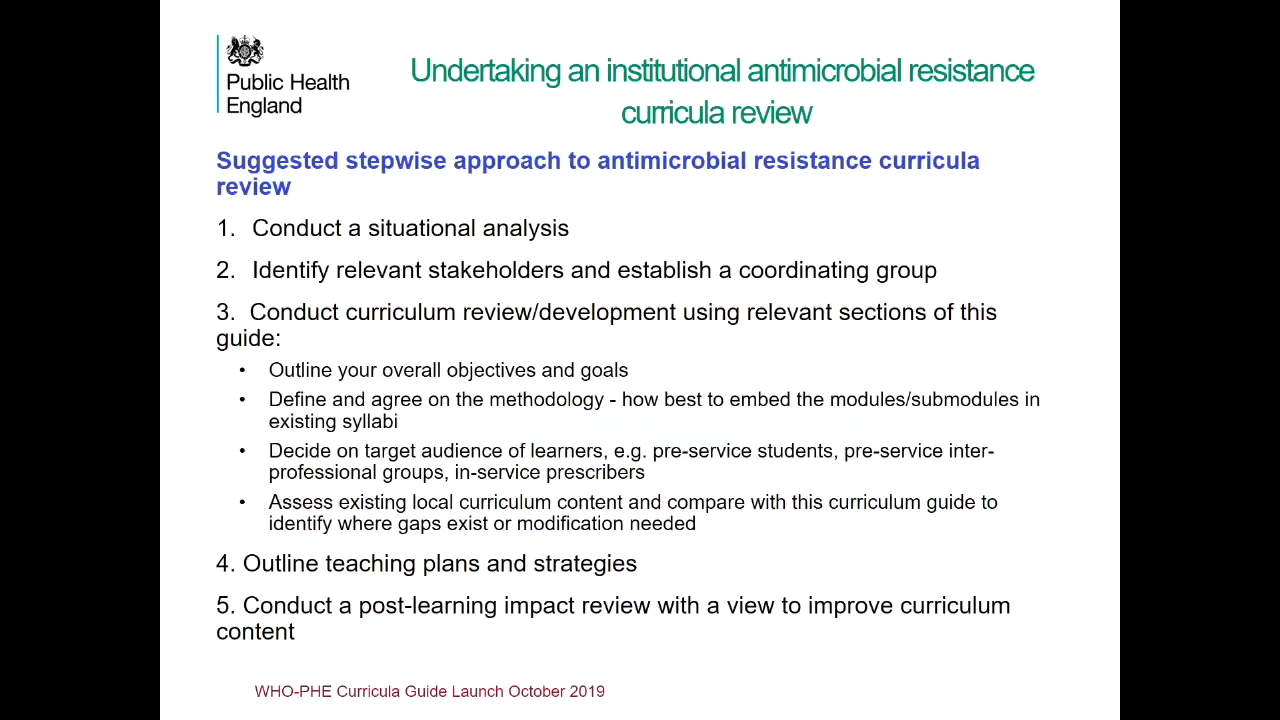 Public Health
England
Undertaking an institutional antimicrobial resistance
curricula review
Suggested stepwise approach to antimicrobial resistance curricula
review
1. Conduct a situational analysis
2. Identify relevant stakeholders and establish a coordinating group
3. Conduct curriculum review/development using relevant sections of this
guide:
• Outline your overall objectives and goals
• Define and agree on the methodology - how best to embed the modules/submodules in
existing syllabi
• Decide on target audience of learners, e.g. pre-service students, pre-service inter-
professional groups, in-service prescribers
• Assess existing local curriculum content and compare with this curriculum guide to
identify where gaps exist or modification needed
4. Outline teaching plans and strategies
5. Conduct a post-learning impact review with a view to improve curriculum
content
WHO-PHE Curricula Guide Launch October 2019